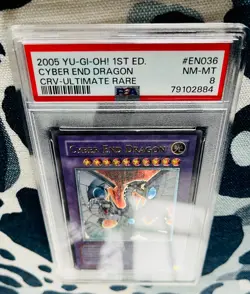 2005 YU-GI-OH! 1ST ED.
#EN036
CYBER END DRAGON
NM-MT
CRV-ULTIMATE RARE
8
PSA
79102884
CYBER END DRAGON